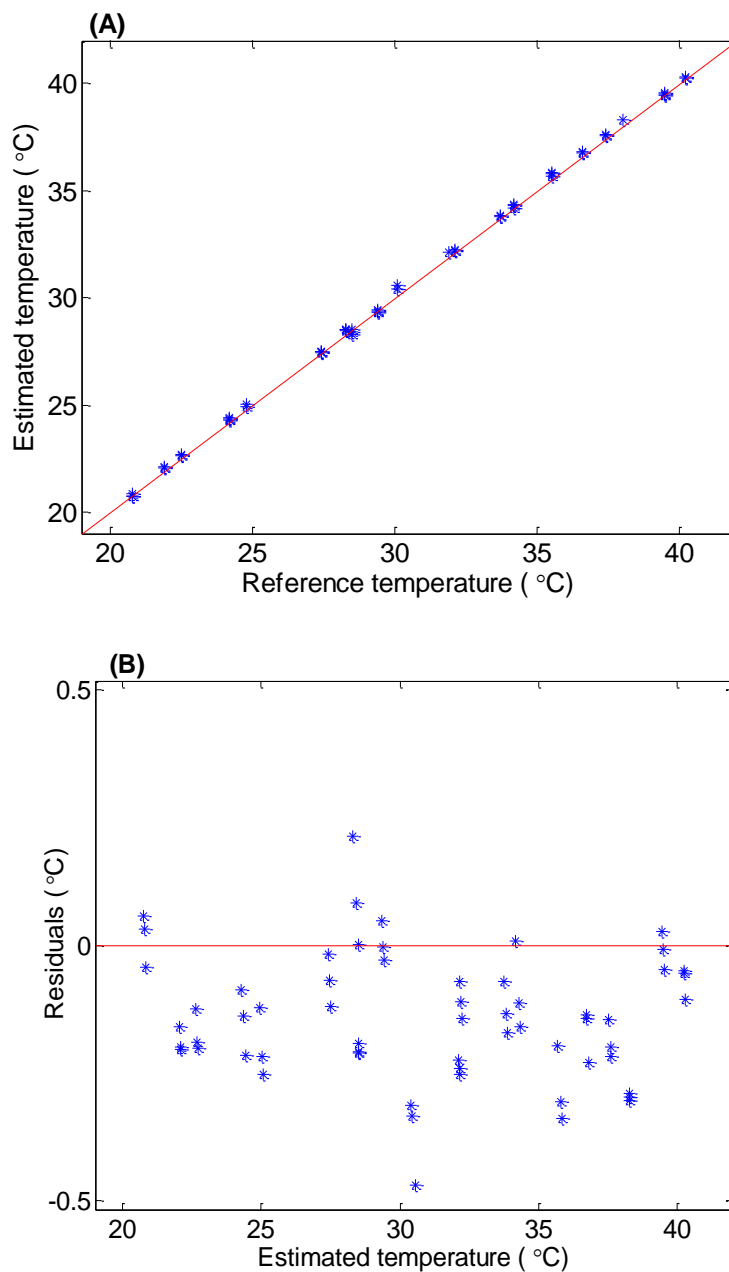 (A)
40
35
30
25
20
Estimated temperature ( °C)
20 25 30 35 40
Reference temperature ( °C)
(B)
0.5
0
-0.5
Residuals ( °C)
20 25 30 35 40
Estimated temperature ( °C)